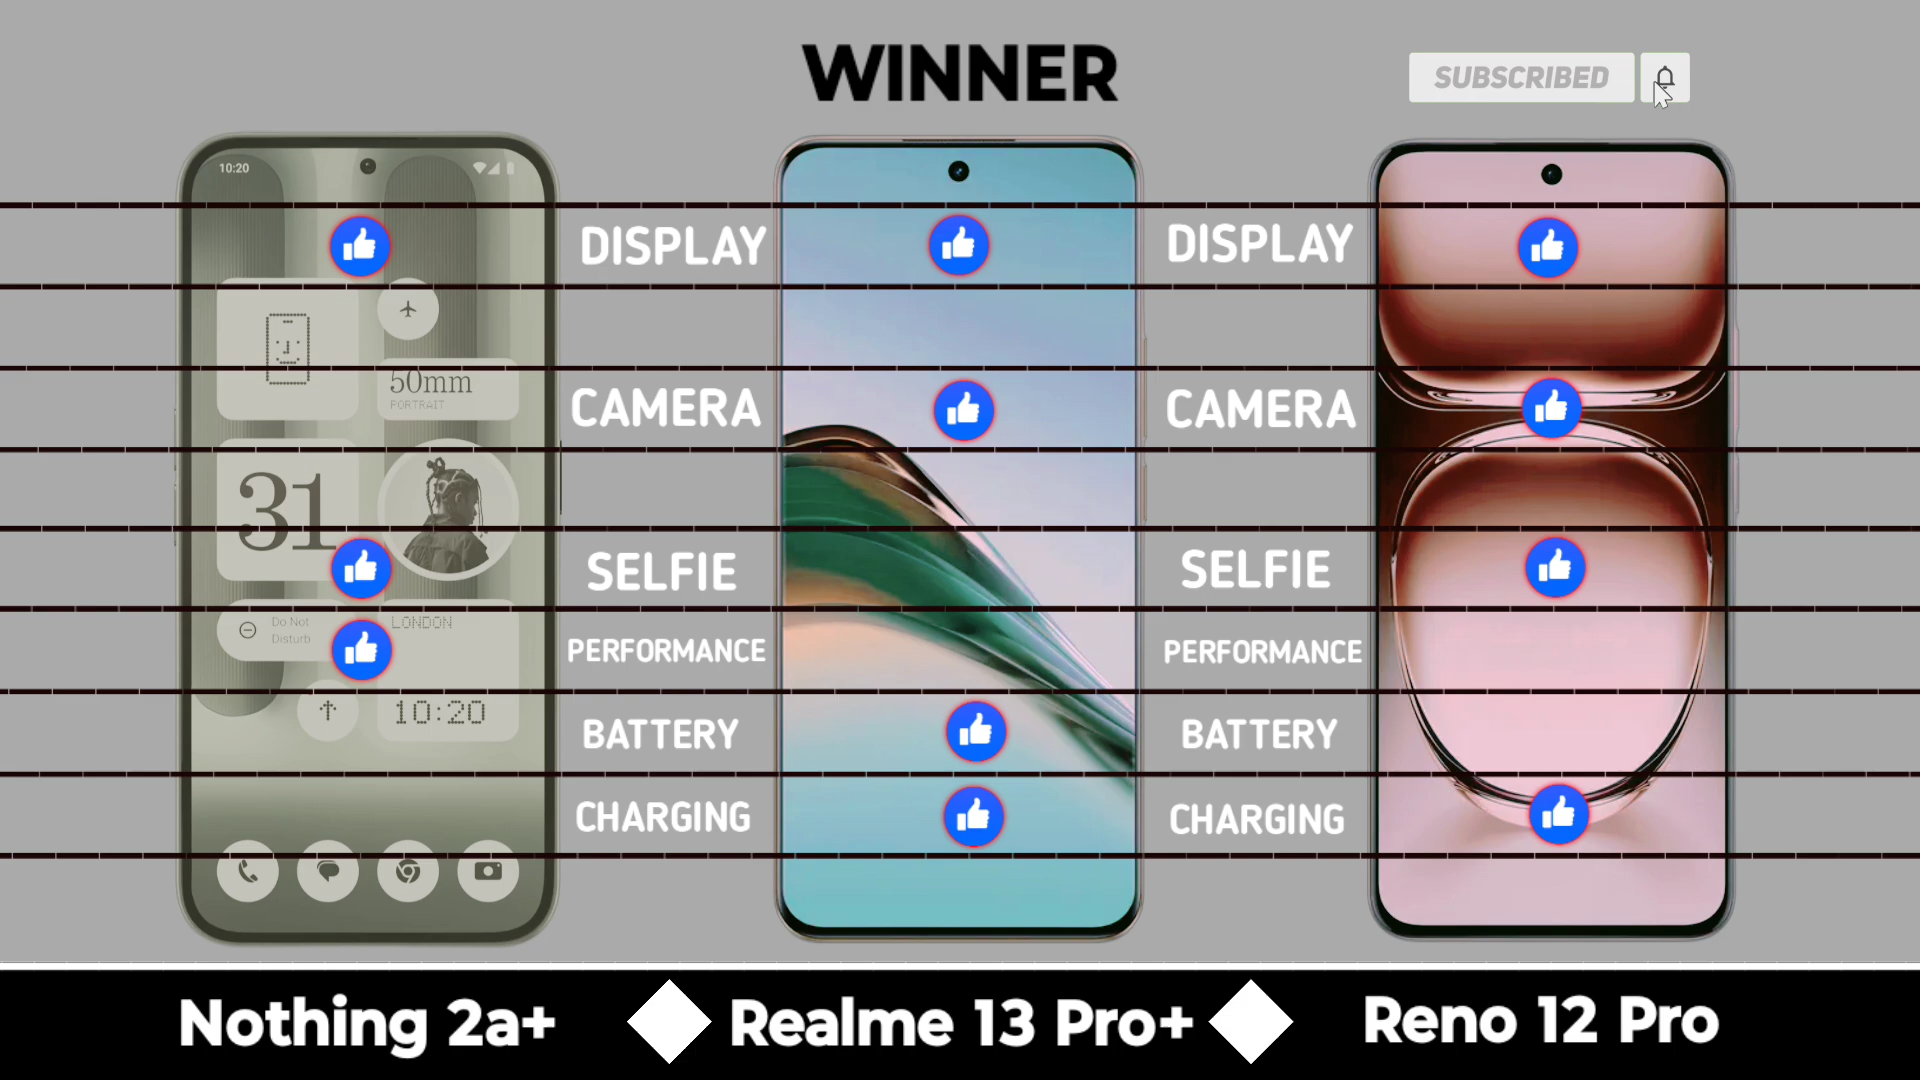 WINNER
SUBSCRIBED
10:20
DISPLAY
DISPLAY
50mm
PORTRAIT
CAMERA
CAMERA
31
SELFIE
SELFIE
Do Not
Disturb
LONDON
PERFORMANCE
PERFORMANCE
10:20
BATTERY
BATTERY
CHARGING
CHARGING
Nothing 2a+
Realme 13 Pro+
Reno 12 Pro